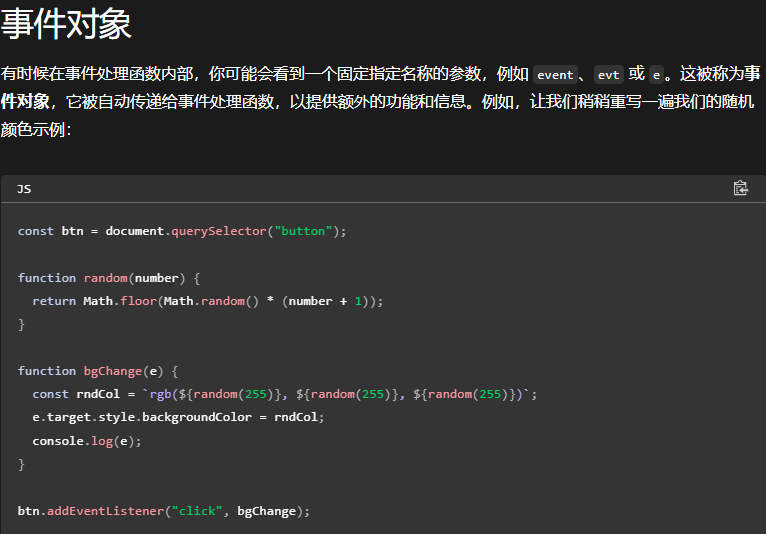 事件对象
有时候在事件处理函数内部，你可能会看到一个固定指定名称的参数，例如 event、evt 或 e。这被称为事
件对象，它被自动传递给事件处理函数，以提供额外的功能和信息。例如，让我们稍稍重写一遍我们的随机
颜色示例：
JS
const btn = document.querySelector("button");
function random(number) {
  return Math.floor(Math.random() * (number + 1));
}
function bgChange(e) {
  const rndCol = `rgb(${random(255)}, ${random(255)}, ${random(255)})`;
  e.target.style.backgroundColor = rndCol;
  console.log(e);
}
btn.addEventListener("click", bgChange);